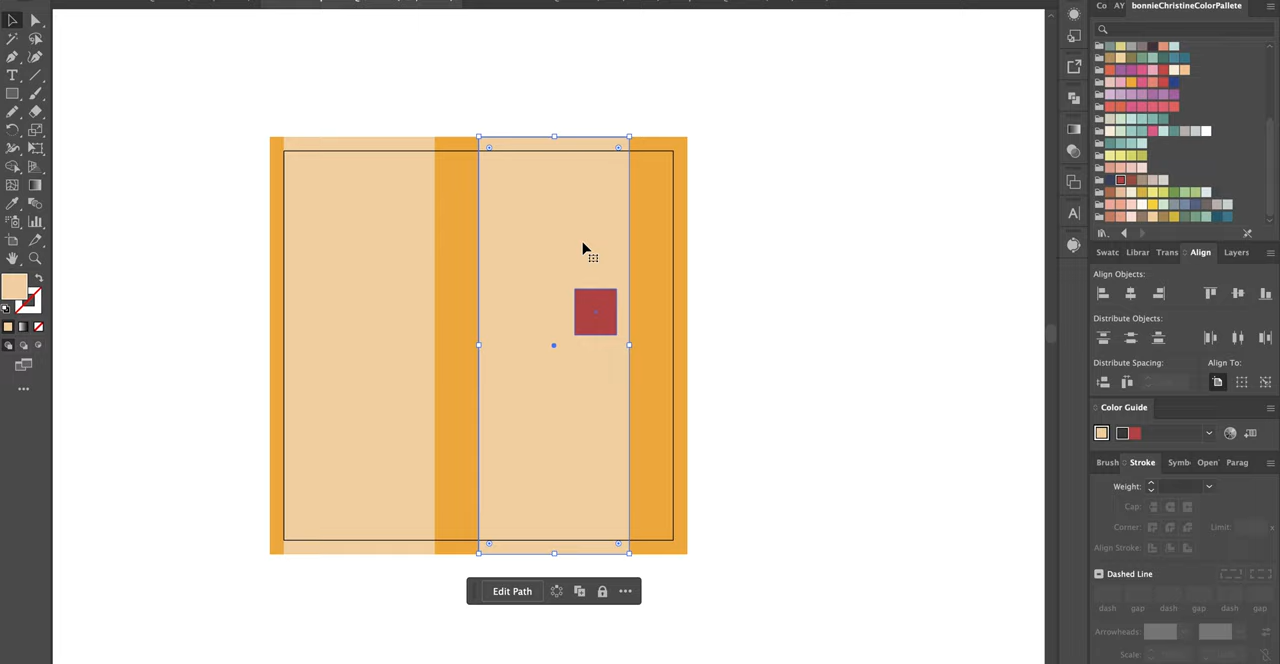 Co AY bonnieChristineColorPallete
Swatc Librar Trans Align Layers
Align Objects:
Distribute Objects:
Distribute Spacing: Align To:
Color Guide
Brush Stroke Symb Open Parag
Weight:
Cap:
Corner: Limit:
Align Stroke:
Dashed Line
dash gap dash gap dash gap
Arrowheads:
Scale:
Edit Path